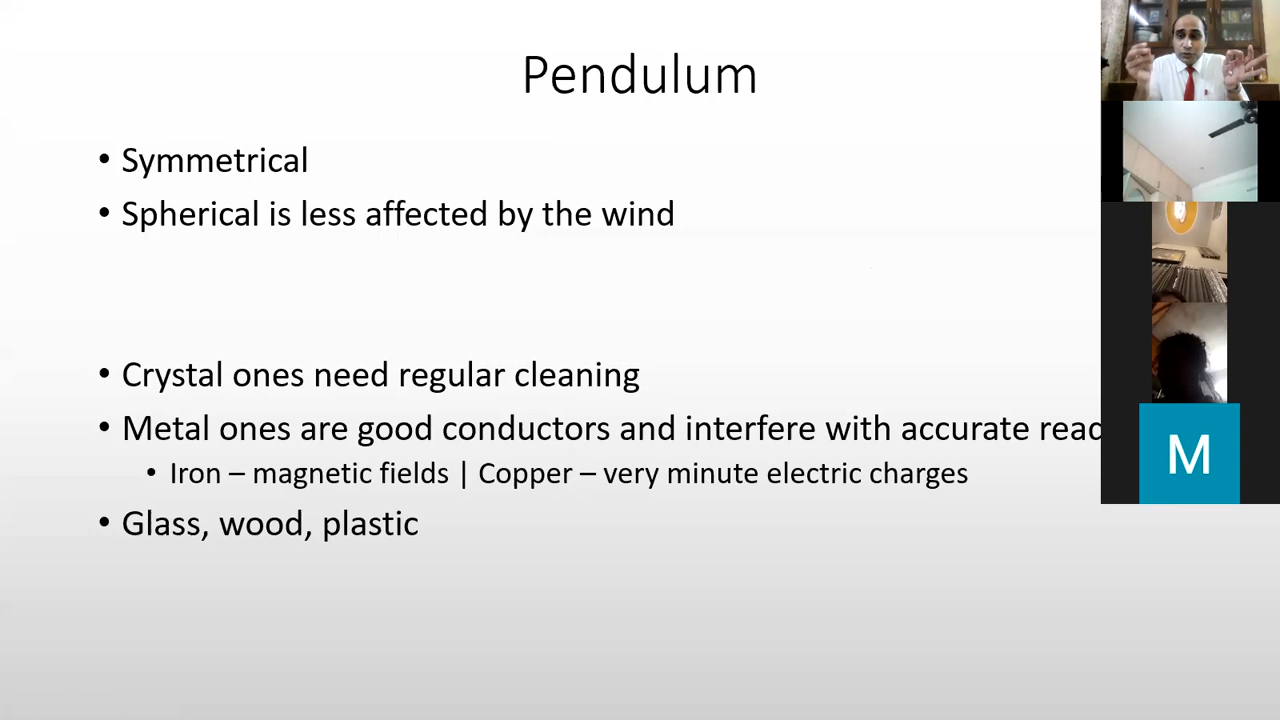 Pendulum
• Symmetrical
• Spherical is less affected by the wind
• Crystal ones need regular cleaning
• Metal ones are good conductors and interfere with accurate
• Iron – magnetic fields | Copper – very minute electric charges
• Glass, wood, plastic
M